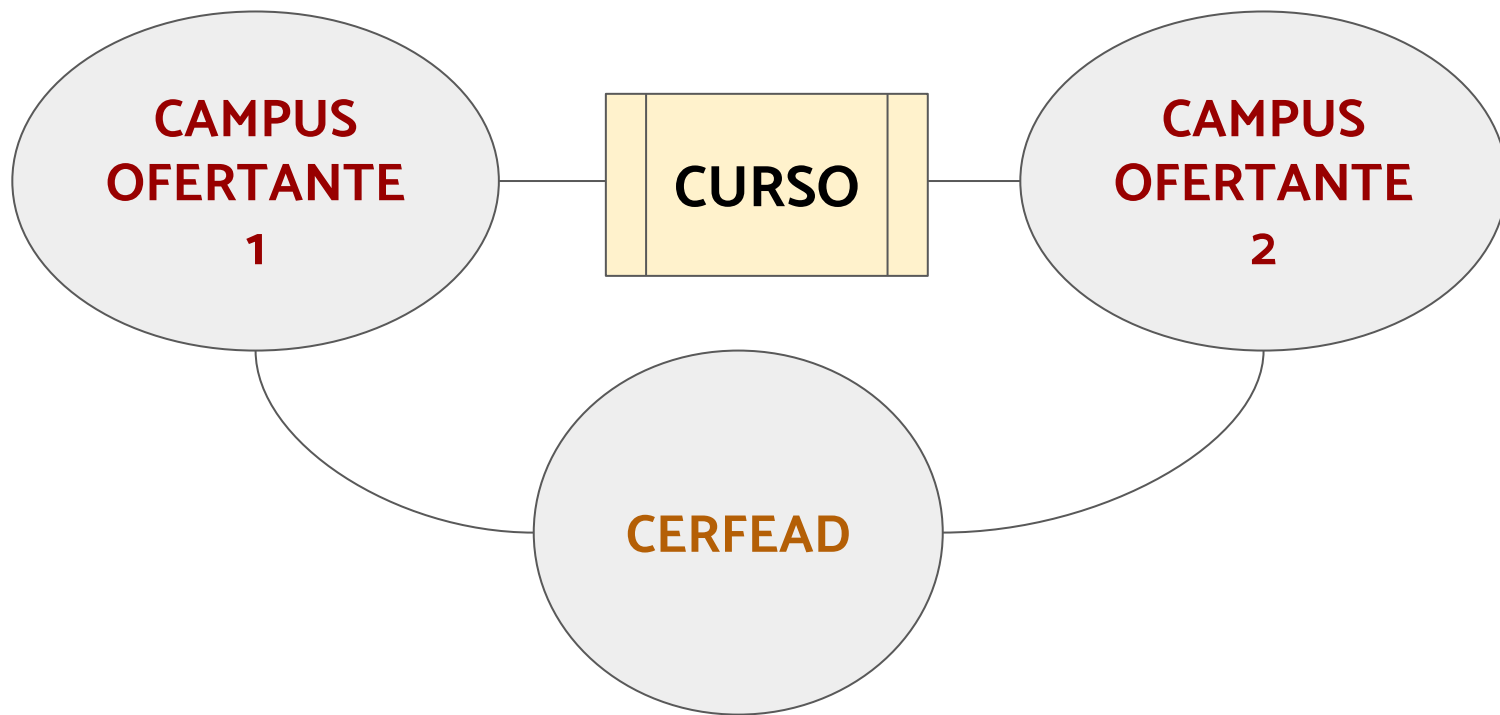 CAMPUS
OFERTANTE
1
CURSO
CAMPUS
OFERTANTE
2
CERFEAD